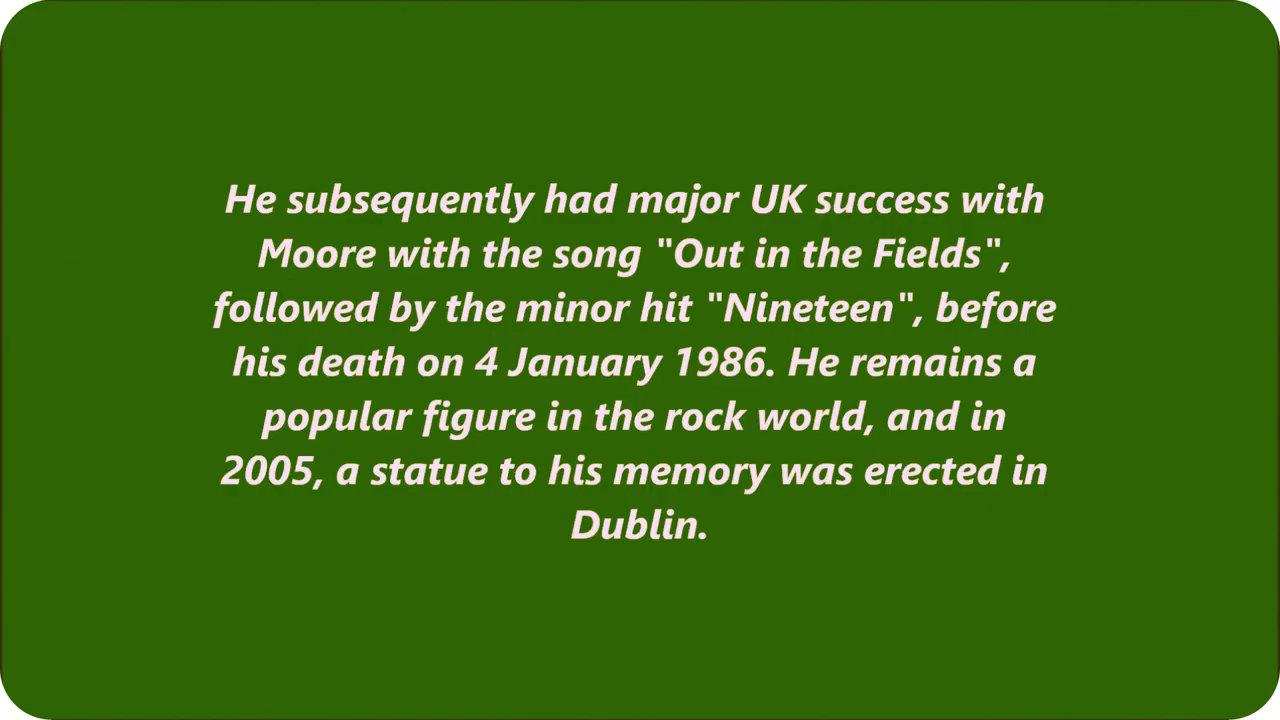 He subsequently had major UK success with
Moore with the song "Out in the Fields",
followed by the minor hit "Nineteen", before
his death on 4 January 1986. He remains a
popular figure in the rock world, and in
2005, a statue to his memory was erected in
Dublin.